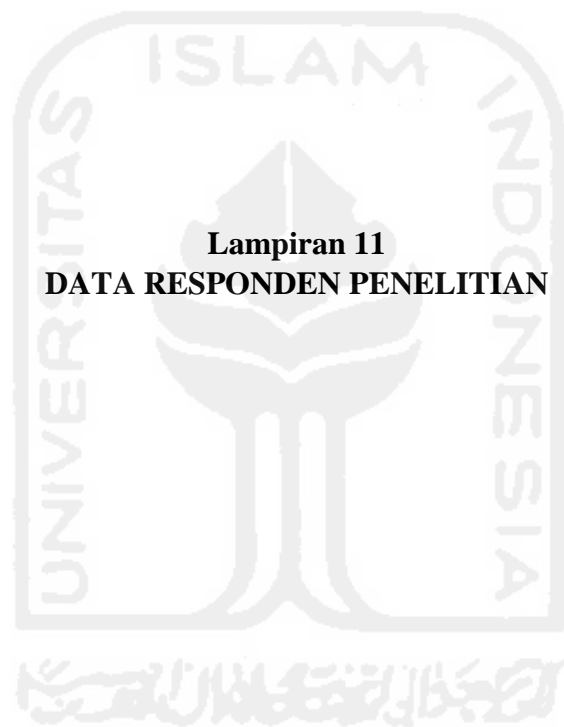 ISLAM
UNIVERSITAS
INDONESIA
Lampiran 11
DATA RESPONDEN PENELITIAN